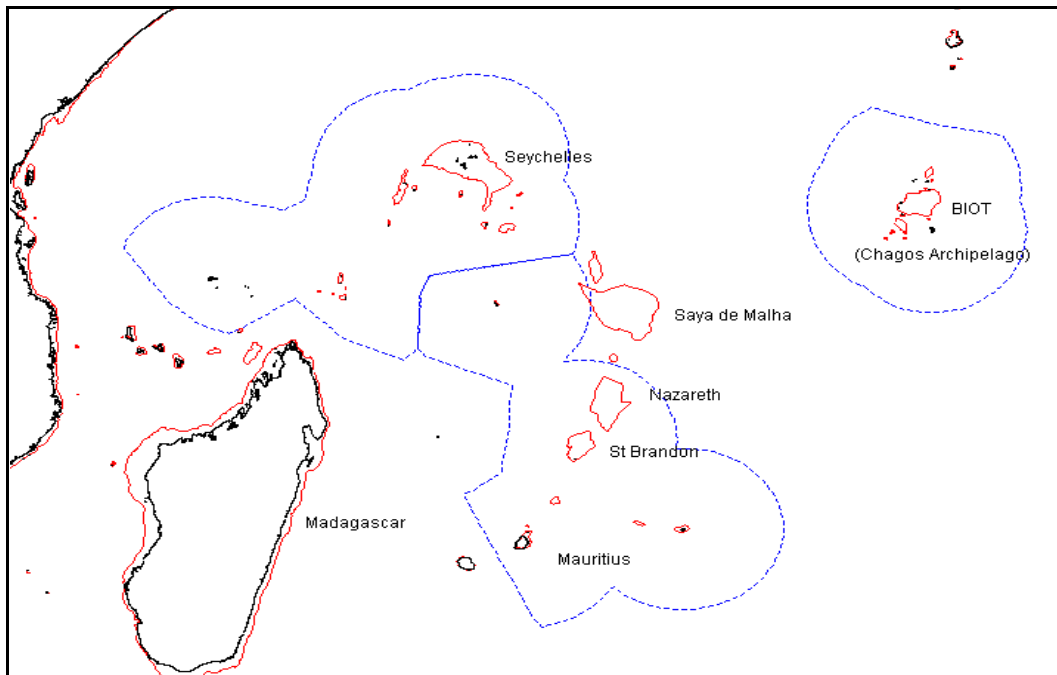 Seychelles
BIOT
(Chagos Archipelago)
Saya de Malha
Nazareth
St Brandon
Madagascar
Mauritius